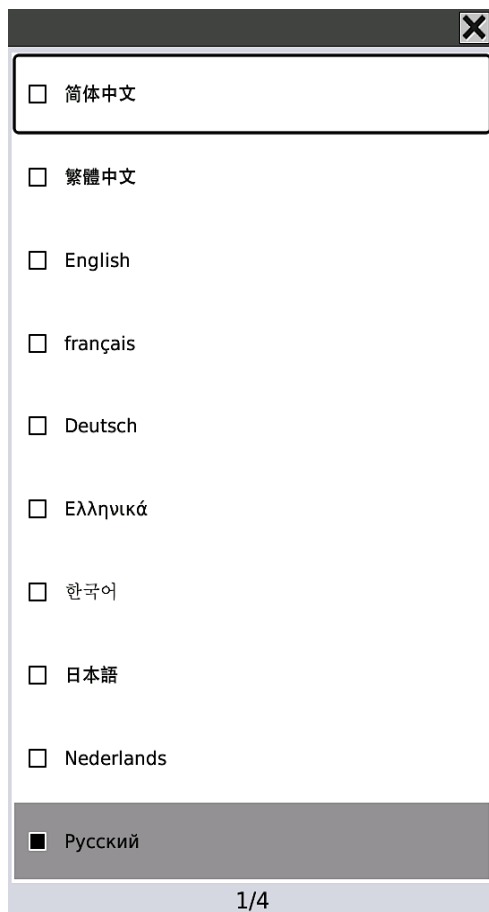 简体中文
繁體中文
English
français
Deutsch
Ελληνικά
한국어
日本語
Nederlands
Русский
1/4